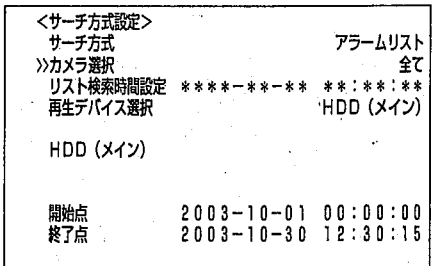 <サーチ方式設定>
サーチ方式 アラームリスト
»カメラ選択 全て
リスト検索時間設定 ****-**-** **:**:**
再生デバイス選択 HDD（メイン）
HDD（メイン）
開始点 2003-10-01 00:00:00
終了点 2003-10-30 12:30:15